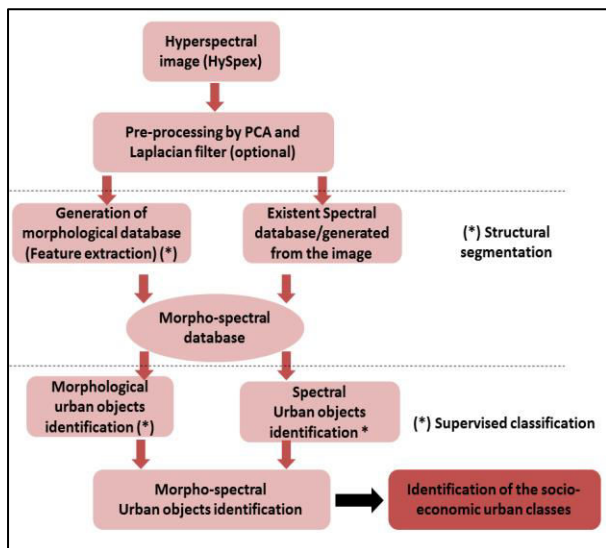 Hyperspectral
image (HySpex)
Pre-processing by PCA and
Laplacian filter (optional)
Generation of
morphological database
(Feature extraction) (*)
Existent Spectral
database/generated
from the image
(*) Structural
segmentation
Morpho-spectral
database
Morphological
urban objects
identification (*)
Spectral
Urban objects
identification *
(*) Supervised classification
Morpho-spectral
Urban objects identification
Identification of the socio-
economic urban classes